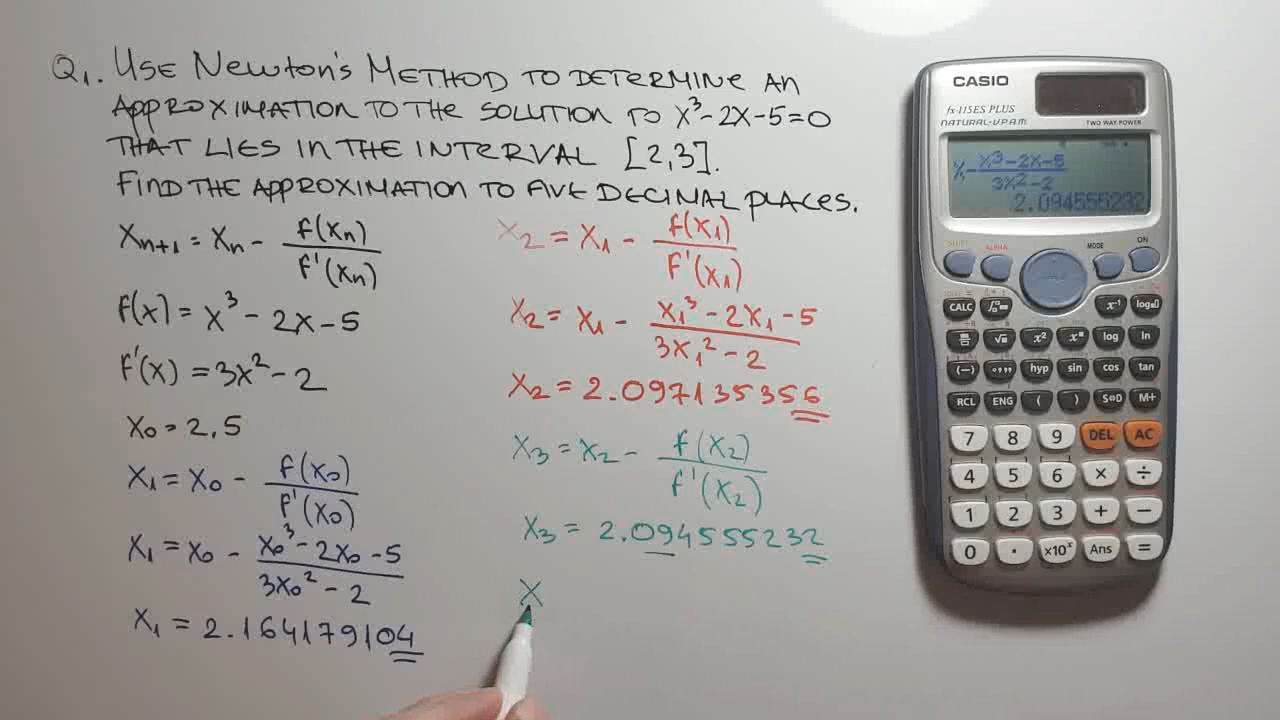 Q1. USE NEWTON'S METHOD TO DETERMINE AN
APPROXIMATION TO THE SOLUTION TO x³-2x-5=0
THAT LIES IN THE INTERVAL [2,3].
FIND THE APPROXIMATION TO FIVE DECIMAL PLACES.
Xn+1 = Xn - f(Xn)/f'(Xn)
f(x) = x³ - 2x - 5
f'(x) = 3x² - 2
X0 = 2.5
X1 = X0 - f(X0)/f'(X0)
X1 = X0 - (X0³ - 2X0 - 5)/(3X0² - 2)
X1 = 2.164179104
X2 = X1 - f(X1)/f'(X1)
X2 = X1 - (X1³ - 2X1 - 5)/(3X1² - 2)
X2 = 2.097135356
X3 = X2 - f(X2)/f'(X2)
X3 = 2.094555232
X
CASIO
fx-115ES PLUS
NATURAL-V.P.A.M.
TWO WAY POWER
X-(X³-2X-5)/(3X²-2)
2.094555232
SHIFT ALPHA MODE ON
CALC x⁻¹ log
√ x² log ln
(-) hyp sin cos tan
RCL ENG ( ) S⇔D M+
7 8 9 DEL AC
4 5 6 × ÷
1 2 3 + -
0 . ×10ˣ Ans =